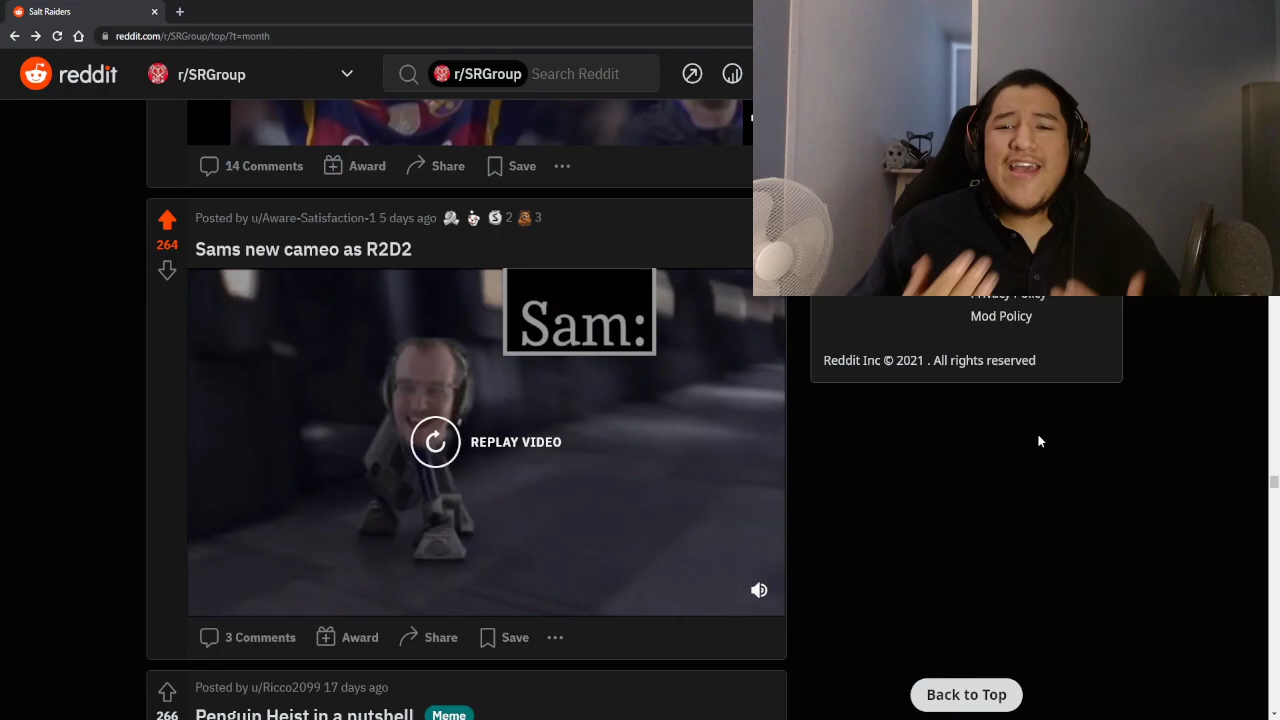 Salt Raiders
reddit.com/r/SRGroup/top/?t=month
reddit
r/SRGroup
r/SRGroup Search Reddit
14 Comments Award Share Save
Posted by u/Aware-Satisfaction-1 5 days ago 2 3
264
Sams new cameo as R2D2
Sam:
REPLAY VIDEO
3 Comments Award Share Save
Posted by u/Ricco2099 17 days ago
266
Penguin Heist in a nutshell Meme
Privacy Policy
Mod Policy
Reddit Inc © 2021 . All rights reserved
Back to Top